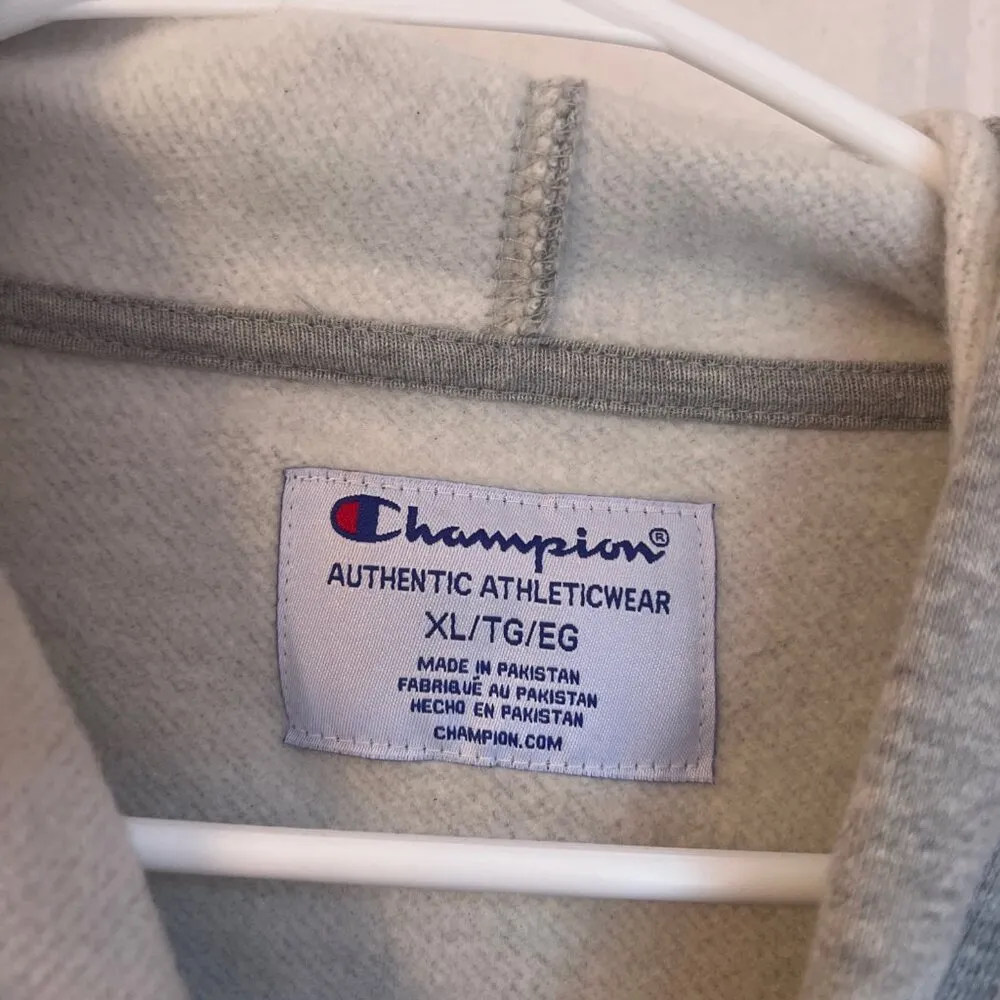 Champion®
AUTHENTIC ATHLETICWEAR
XL/TG/EG
MADE IN PAKISTAN
FABRIQUÉ AU PAKISTAN
HECHO EN PAKISTAN
CHAMPION.COM